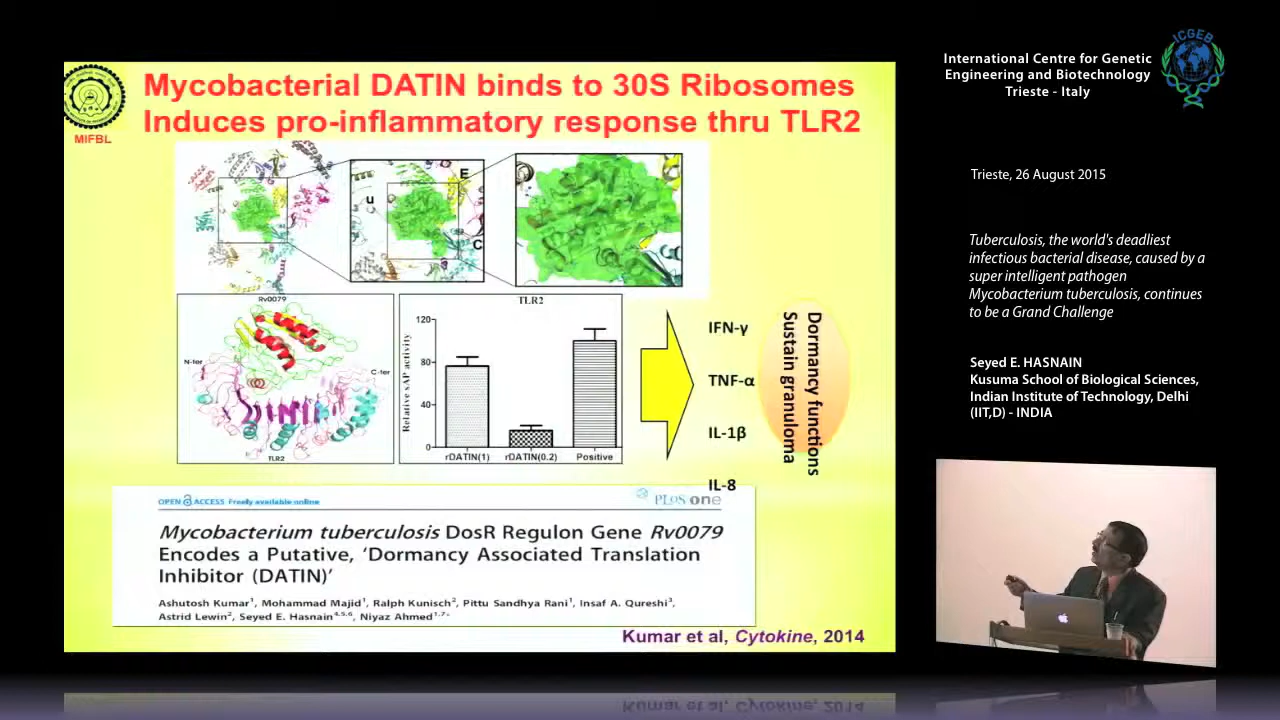 Mycobacterial DATIN binds to 30S Ribosomes
Induces pro-inflammatory response thru TLR2
MIFBL
E
u
C
Rv0079
N-ter
C-ter
TLR2
TLR2
Relative sAP activity
120
80
40
0
rDATIN(1) rDATIN(0.2) Positive
IFN-γ
TNF-α
IL-1β
IL-8
Dormancy functions
Sustain granuloma
OPEN ACCESS Freely available online
PLoS one
Mycobacterium tuberculosis DosR Regulon Gene Rv0079
Encodes a Putative, 'Dormancy Associated Translation
Inhibitor (DATIN)'
Ashutosh Kumar1, Mohammad Majid1, Ralph Kunisch2, Pittu Sandhya Rani1, Insaf A. Qureshi3,
Astrid Lewin2, Seyed E. Hasnain4,5,6, Niyaz Ahmed1,7*
Kumar et al, Cytokine, 2014
ICGEB
International Centre for Genetic
Engineering and Biotechnology
Trieste - Italy
Trieste, 26 August 2015
Tuberculosis, the world's deadliest
infectious bacterial disease, caused by a
super intelligent pathogen
Mycobacterium tuberculosis, continues
to be a Grand Challenge
Seyed E. HASNAIN
Kusuma School of Biological Sciences,
Indian Institute of Technology, Delhi
(IIT,D) - INDIA